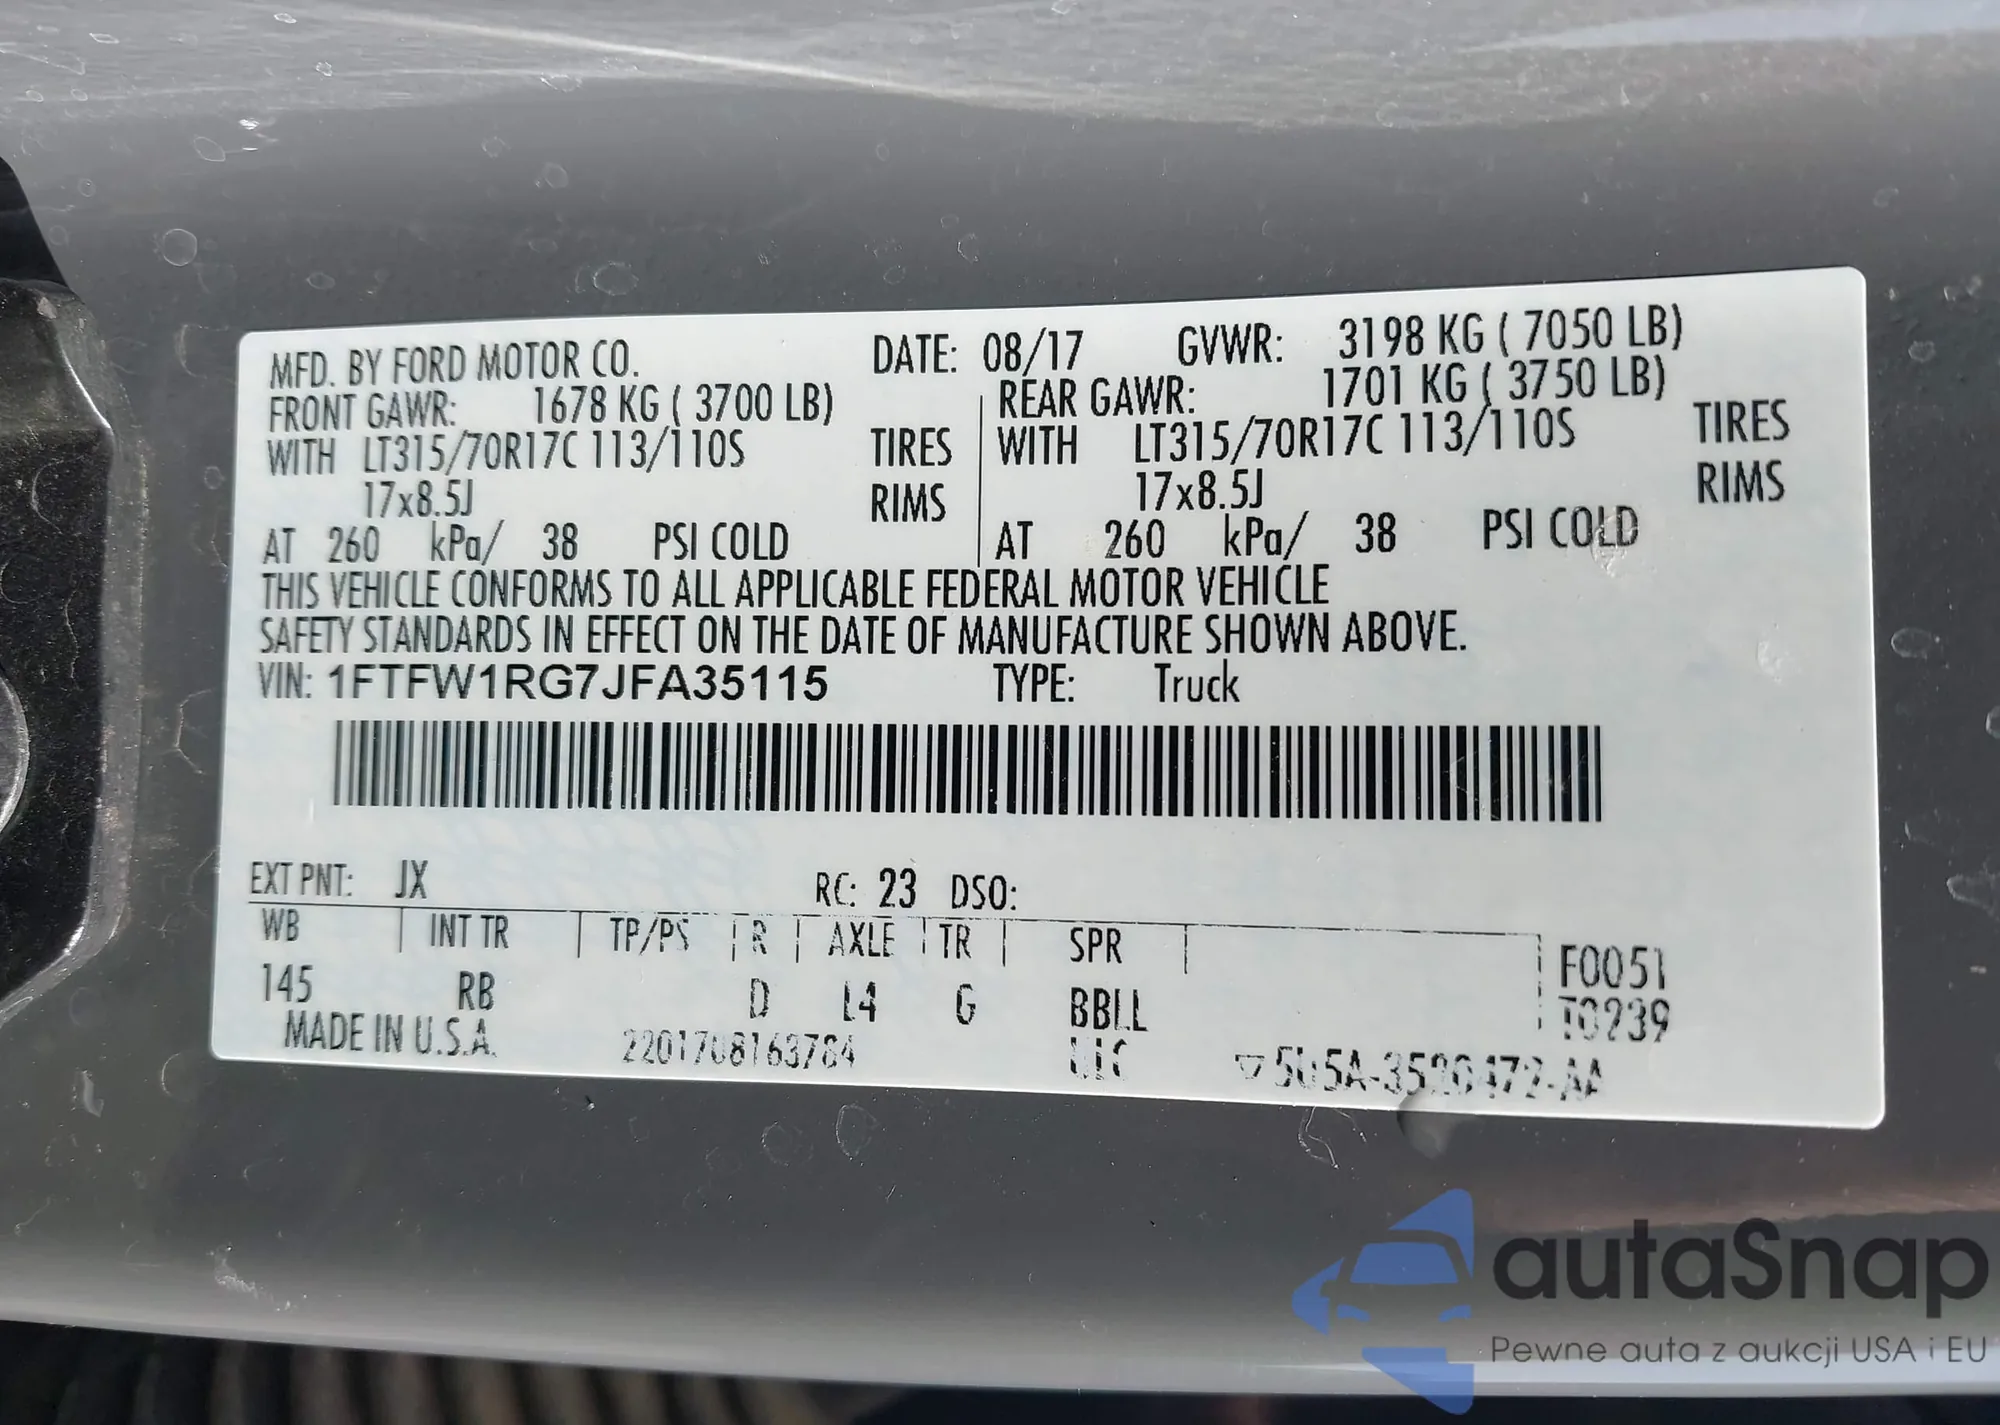 MFD. BY FORD MOTOR CO. DATE: 08/17 GVWR: 3198 KG ( 7050 LB)
FRONT GAWR: 1678 KG ( 3700 LB) REAR GAWR: 1701 KG ( 3750 LB)
WITH LT315/70R17C 113/110S TIRES WITH LT315/70R17C 113/110S TIRES
17x8.5J RIMS 17x8.5J RIMS
AT 260 kPa/ 38 PSI COLD AT 260 kPa/ 38 PSI COLD
THIS VEHICLE CONFORMS TO ALL APPLICABLE FEDERAL MOTOR VEHICLE
SAFETY STANDARDS IN EFFECT ON THE DATE OF MANUFACTURE SHOWN ABOVE.
VIN: 1FTFW1RG7JFA35115 TYPE: Truck
EXT PNT: JX RC: 23 DSO:
WB INT TR TP/PS R AXLE TR SPR F0051
145 RB D L4 G BBLL T0239
MADE IN U.S.A.
autaSnap
Pewne auta z aukcji USA i EU